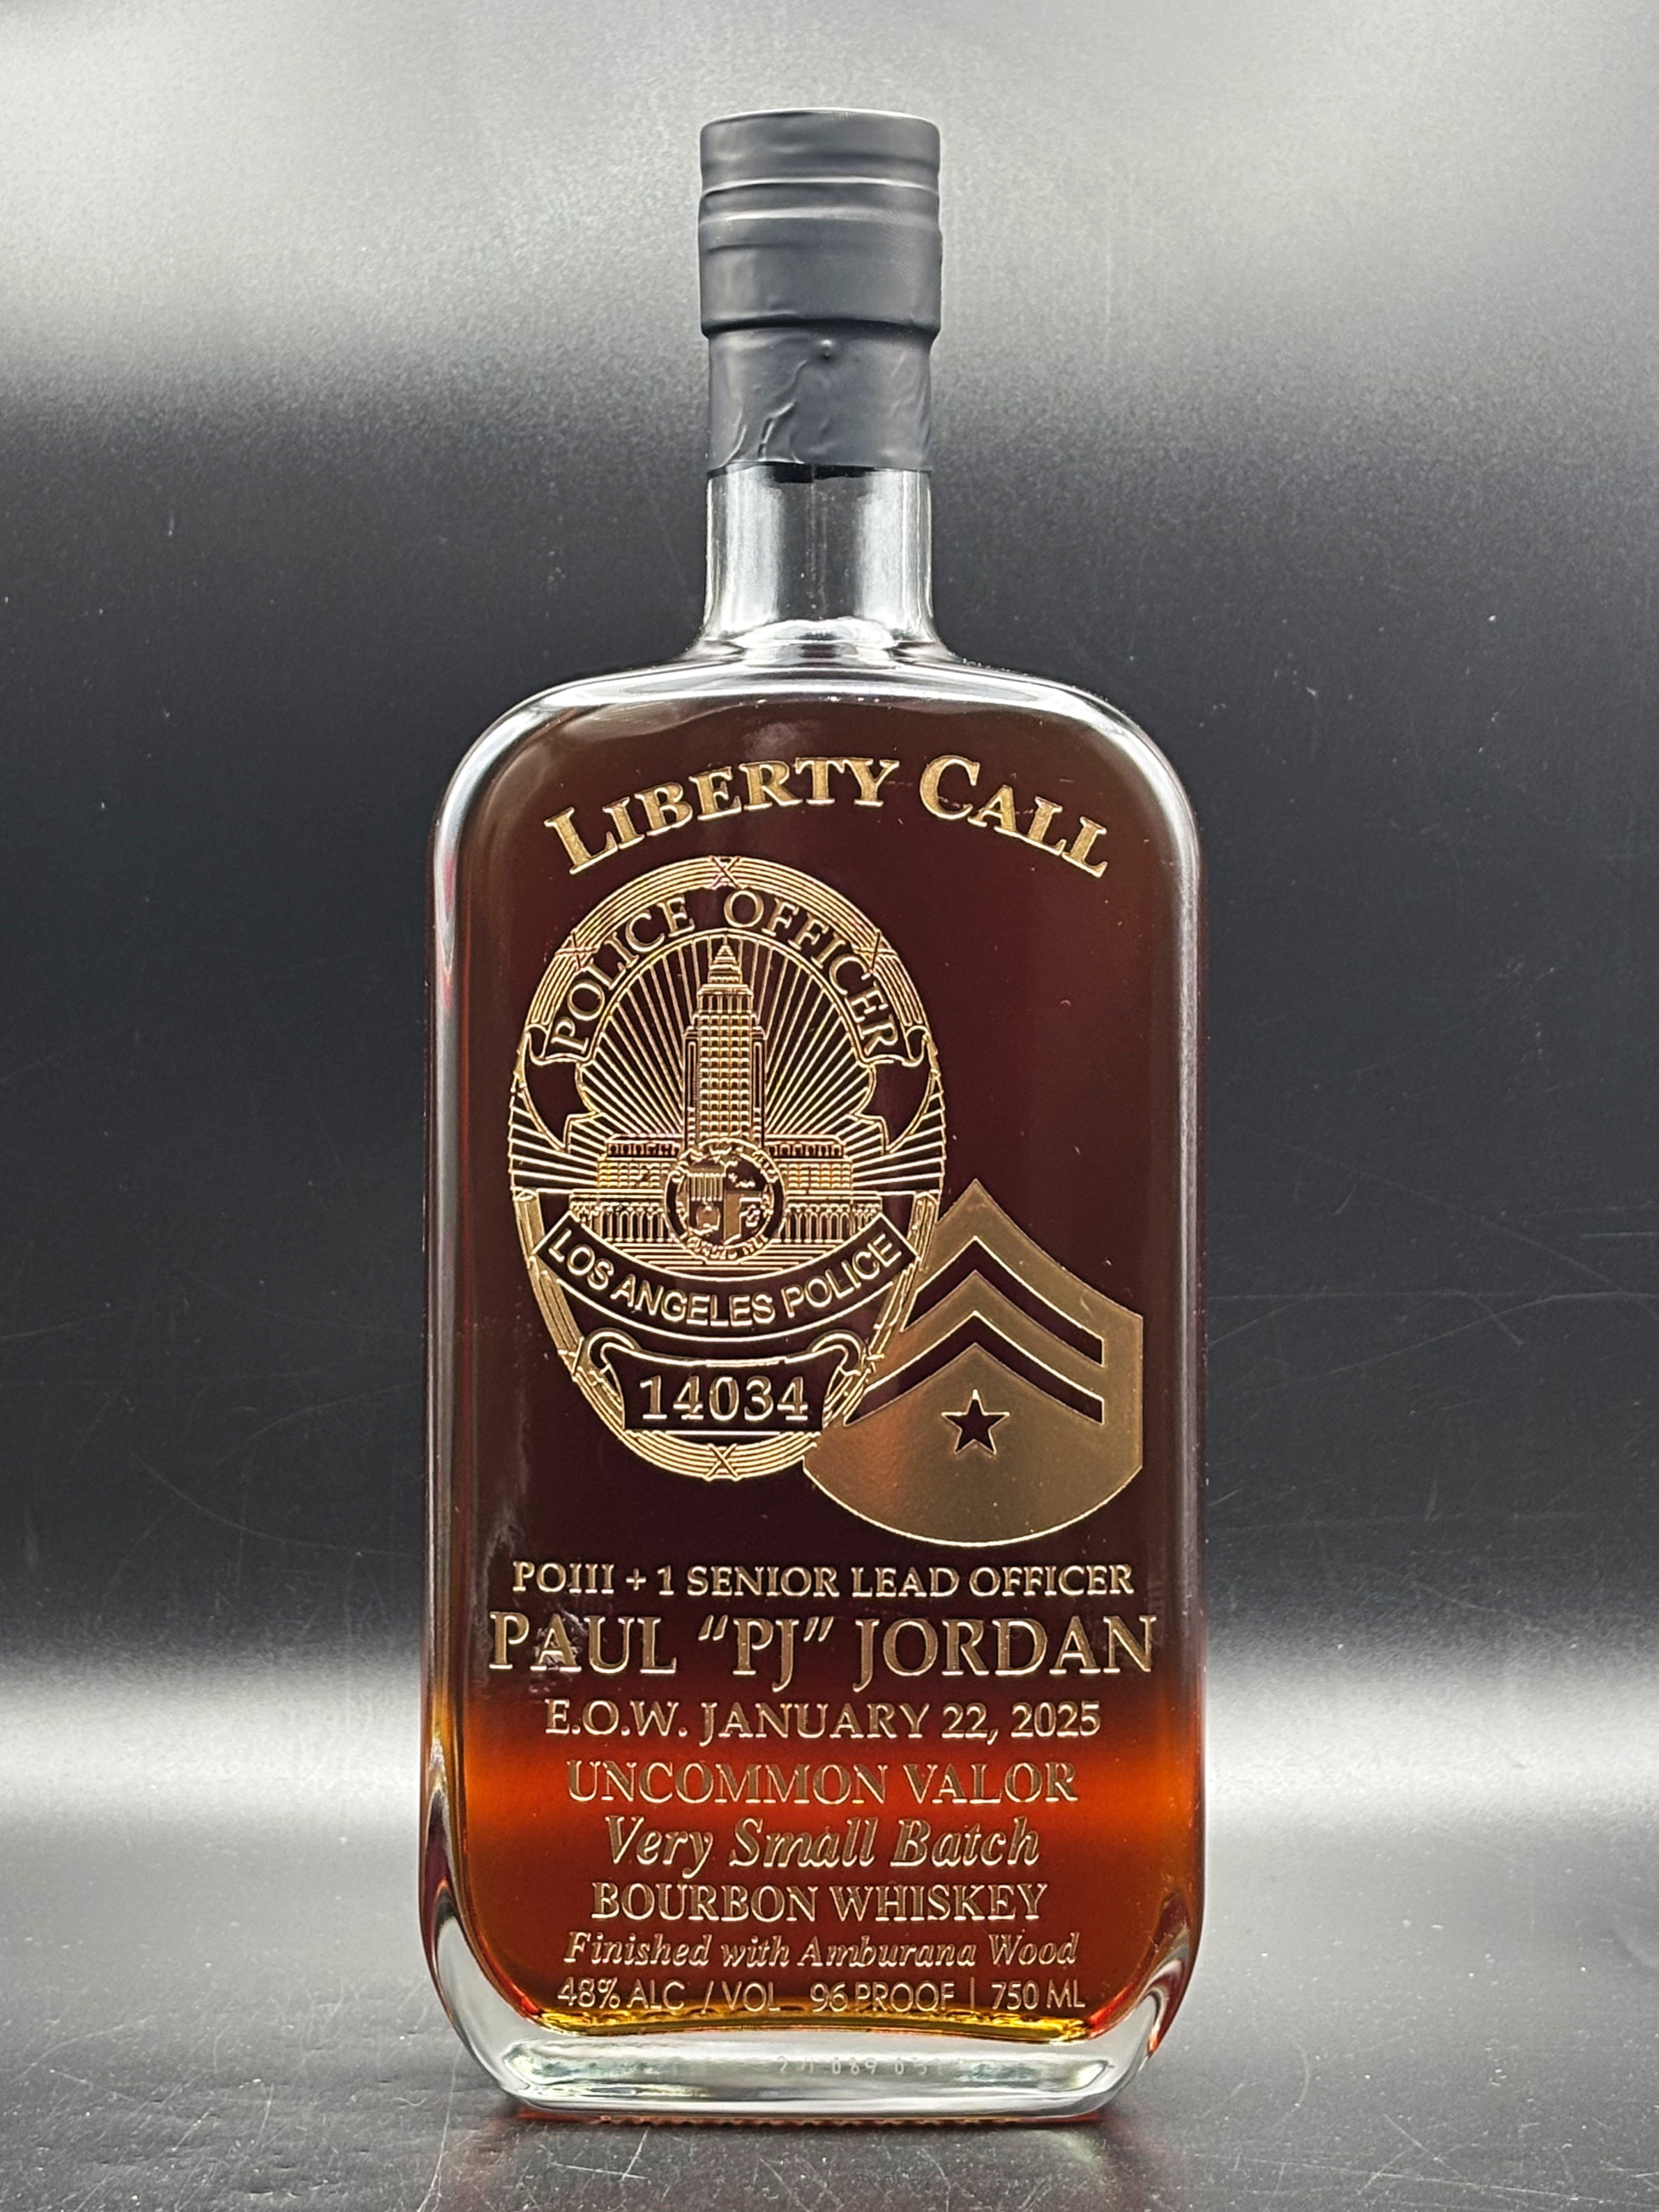 LIBERTY CALL
POLICE OFFICER
LOS ANGELES POLICE
14034
POIII + 1 SENIOR LEAD OFFICER
PAUL “PJ” JORDAN
E.O.W. JANUARY 22, 2025
UNCOMMON VALOR
Very Small Batch
BOURBON WHISKEY
Finished with Amburana Wood
48% ALC / VOL 96 PROOF | 750 ML